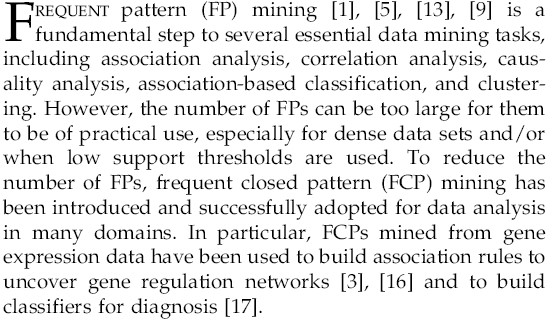 FREQUENT pattern (FP) mining [1], [5], [13], [9] is a
fundamental step to several essential data mining tasks,
including association analysis, correlation analysis, caus-
ality analysis, association-based classification, and cluster-
ing. However, the number of FPs can be too large for them
to be of practical use, especially for dense data sets and/or
when low support thresholds are used. To reduce the
number of FPs, frequent closed pattern (FCP) mining has
been introduced and successfully adopted for data analysis
in many domains. In particular, FCPs mined from gene
expression data have been used to build association rules to
uncover gene regulation networks [3], [16] and to build
classifiers for diagnosis [17].